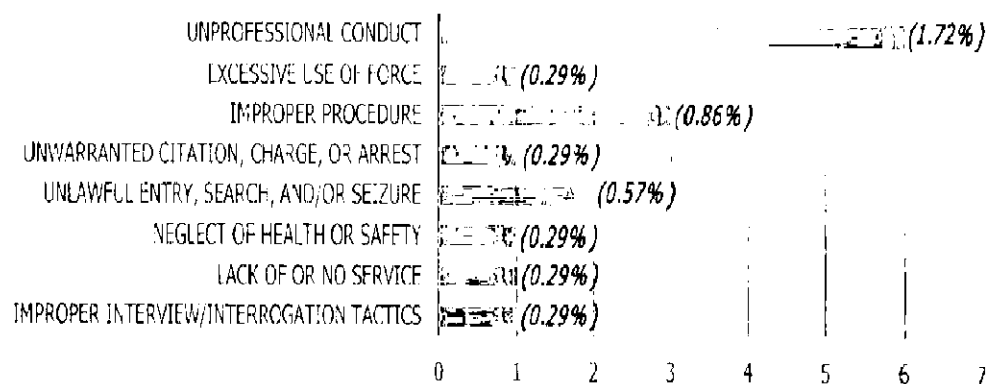 UNPROFESSIONAL CONDUCT (1.72%)
EXCESSIVE USE OF FORCE (0.29%)
IMPROPER PROCEDURE (0.86%)
UNWARRANTED CITATION, CHARGE, OR ARREST (0.29%)
UNLAWFUL ENTRY, SEARCH, AND/OR SEIZURE (0.57%)
NEGLECT OF HEALTH OR SAFETY (0.29%)
LACK OF OR NO SERVICE (0.29%)
IMPROPER INTERVIEW/INTERROGATION TACTICS (0.29%)
0 1 2 3 4 5 6 7